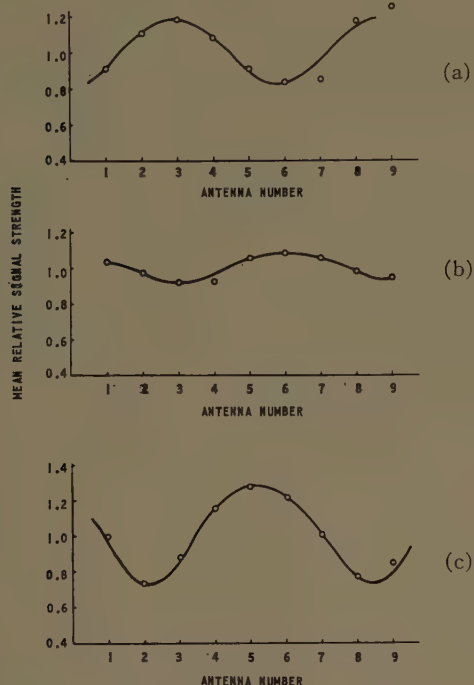 MEAN RELATIVE SIGNAL STRENGTH
1.2
1.0
0.8
0.6
0.4
1 2 3 4 5 6 7 8 9
ANTENNA NUMBER
(a)
1.2
1.0
0.8
0.6
0.4
1 2 3 4 5 6 7 8 9
ANTENNA NUMBER
(b)
1.4
1.2
1.0
0.8
0.6
0.4
1 2 3 4 5 6 7 8 9
ANTENNA NUMBER
(c)